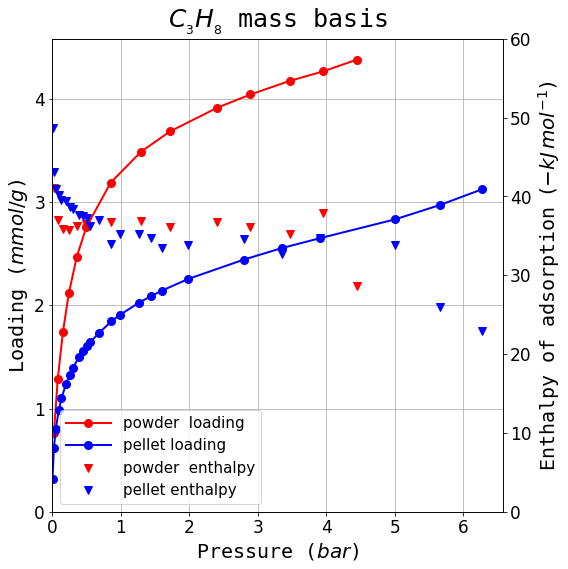 C₃H₈ mass basis
60
50
40
30
20
10
0
4
3
2
1
0
Loading (mmol/g)
Enthalpy of adsorption (−kJ mol⁻¹)
powder loading
pellet loading
powder enthalpy
pellet enthalpy
0 1 2 3 4 5 6
Pressure (bar)